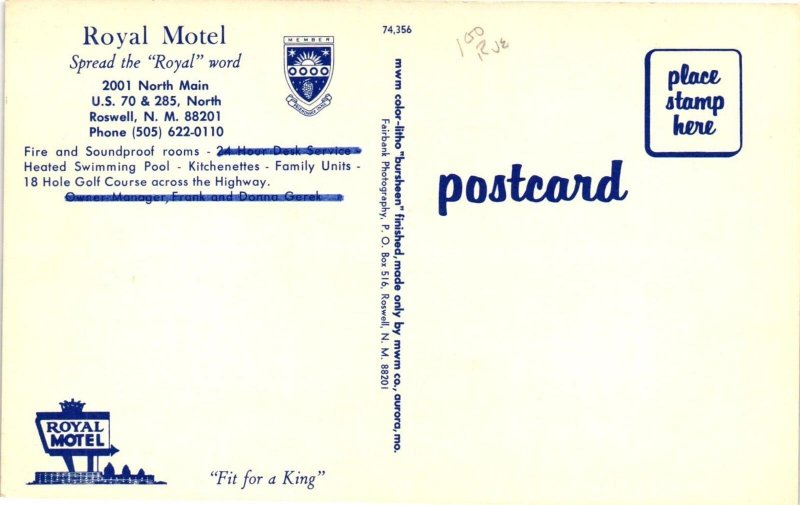 Royal Motel
Spread the "Royal" word
2001 North Main
U.S. 70 & 285, North
Roswell, N. M. 88201
Phone (505) 622-0110
Fire and Soundproof rooms - 24 Hour Desk Service -
Heated Swimming Pool - Kitchenettes - Family Units -
18 Hole Golf Course across the Highway.
Owner-Manager, Frank and Donna Gerek
MEMBER
ROYAL
MOTEL
"Fit for a King"
74,356
mwm color-litho "bursheen" finished, made only by mwm co., aurora, mo.
Fairbank Photography, P. O. Box 516, Roswell, N. M. 88201
100
place
stamp
here
postcard